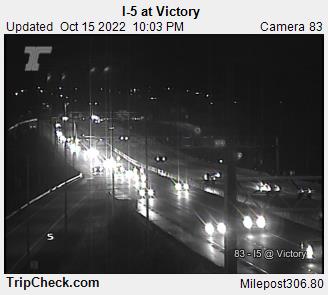 I-5 at Victory
Updated Oct 15 2022 10:03 PM Camera 83
T
S
83 - I5 @ Victory
TripCheck.com Milepost306.80